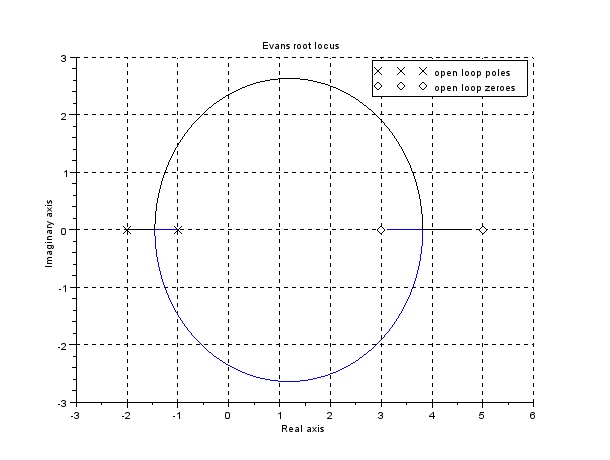 Evans root locus
open loop poles
open loop zeroes
3
2
1
0
-1
-2
-3
Imaginary axis
-3 -2 -1 0 1 2 3 4 5 6
Real axis